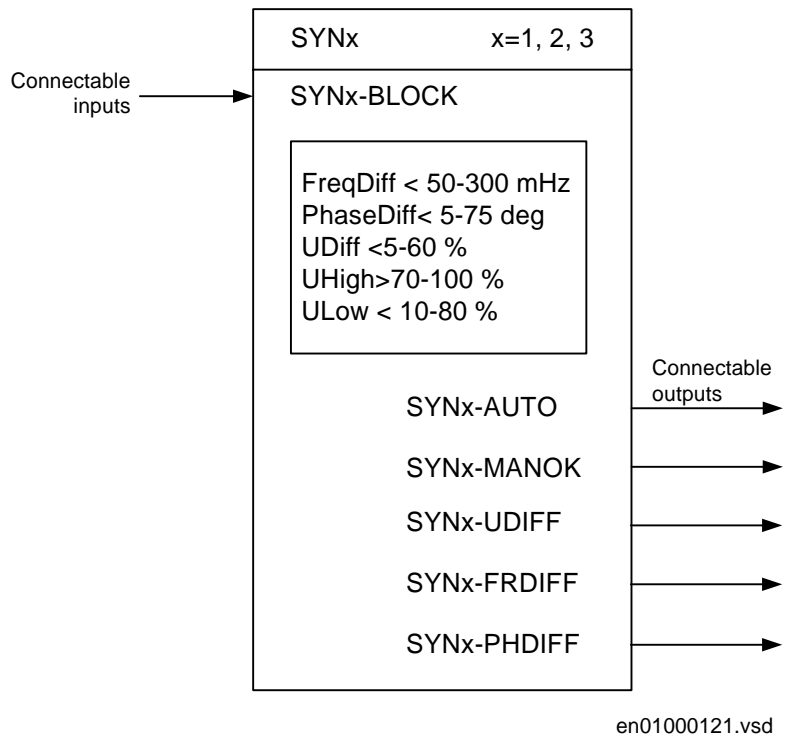 SYNx x=1, 2, 3
Connectable
inputs
SYNx-BLOCK
FreqDiff < 50-300 mHz
PhaseDiff< 5-75 deg
UDiff <5-60 %
UHigh>70-100 %
ULow < 10-80 %
Connectable
outputs
SYNx-AUTO
SYNx-MANOK
SYNx-UDIFF
SYNx-FRDIFF
SYNx-PHDIFF
en01000121.vsd